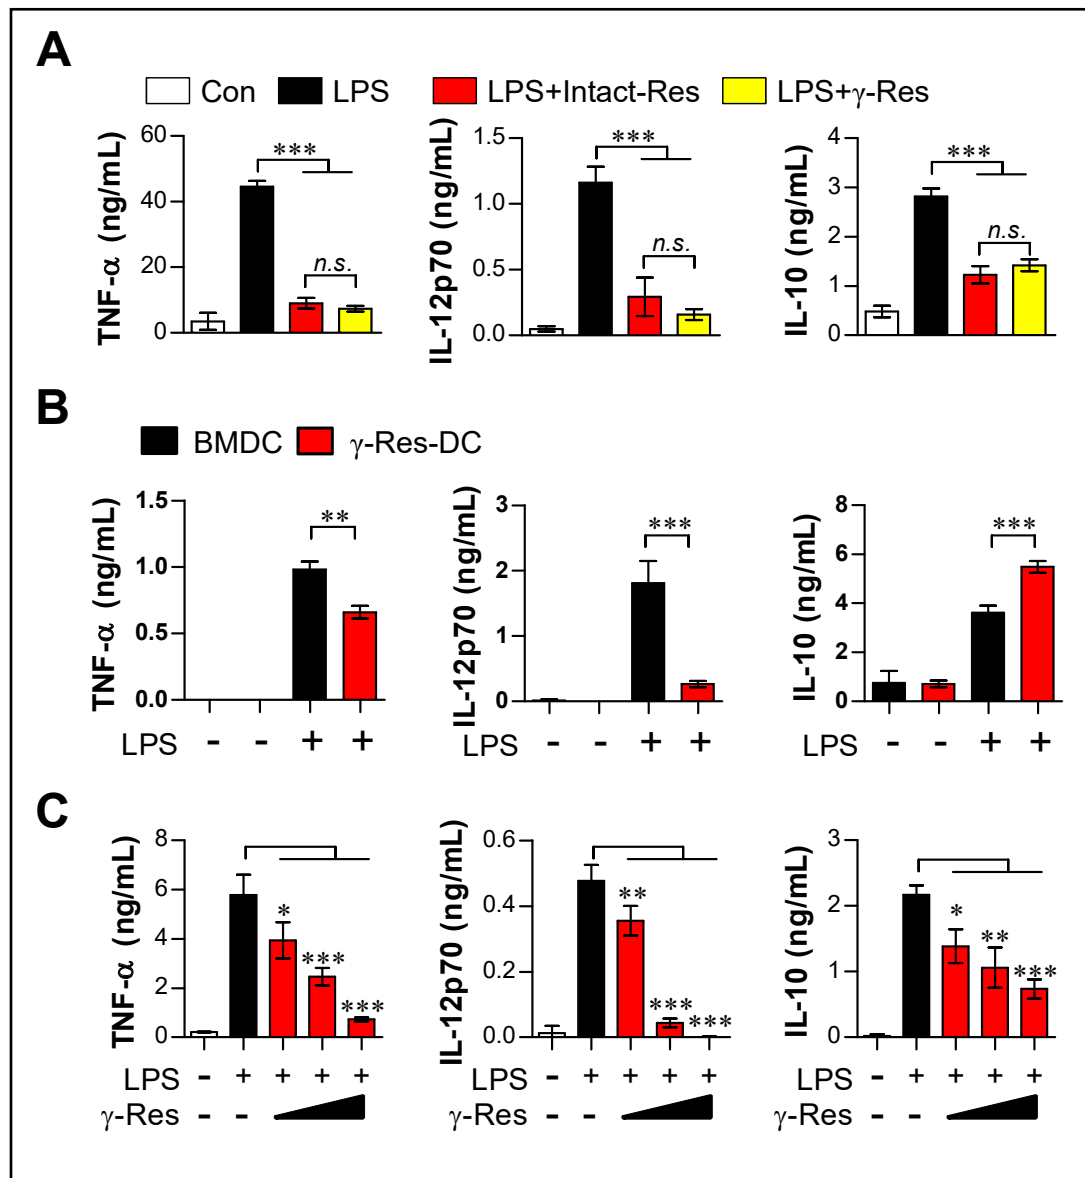 A
Con LPS LPS+Intact-Res LPS+γ-Res
TNF-α (ng/mL)
60
40
20
0
***
n.s.
IL-12p70 (ng/mL)
1.5
1.0
0.5
0.0
***
n.s.
IL-10 (ng/mL)
4
3
2
1
0
***
n.s.
B
BMDC γ-Res-DC
TNF-α (ng/mL)
1.5
1.0
0.5
0.0
**
LPS - - + +
IL-12p70 (ng/mL)
3
2
1
0
***
LPS - - + +
IL-10 (ng/mL)
8
6
4
2
0
***
LPS - - + +
C
TNF-α (ng/mL)
8
6
4
2
0
*
***
***
LPS - + + + +
γ-Res - -
IL-12p70 (ng/mL)
0.6
0.4
0.2
0.0
**
***
***
LPS - + + + +
γ-Res - -
IL-10 (ng/mL)
3
2
1
0
*
**
***
LPS - + + + +
γ-Res - -